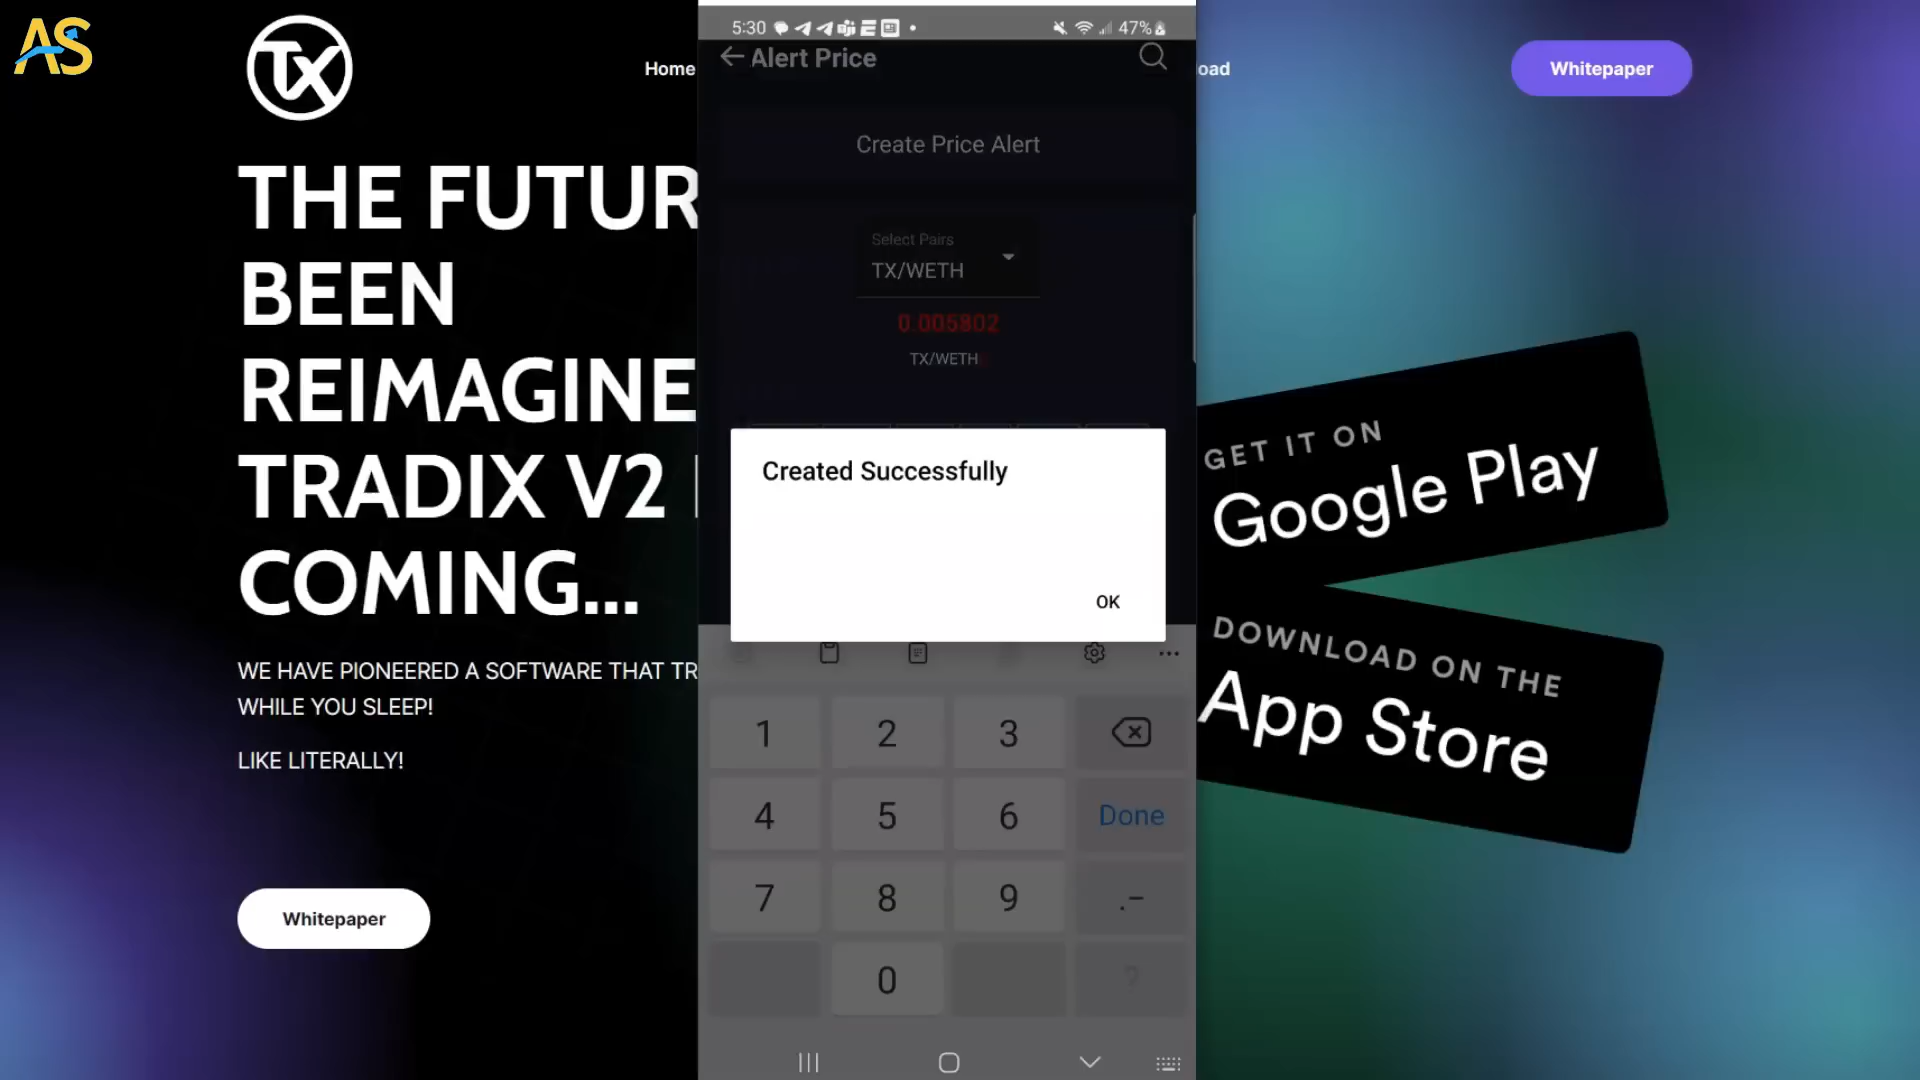 AS
TX
Home
oad
Whitepaper
THE FUTUR
BEEN
REIMAGINE
TRADIX V2
COMING...
WE HAVE PIONEERED A SOFTWARE THAT TR
WHILE YOU SLEEP!
LIKE LITERALLY!
Whitepaper
5:30
47%
Alert Price
Create Price Alert
Select Pairs
TX/WETH
0.005802
TX/WETH
Created Successfully
OK
1 2 3
4 5 6 Done
7 8 9 .-
0 ?
GET IT ON
Google Play
DOWNLOAD ON THE
App Store